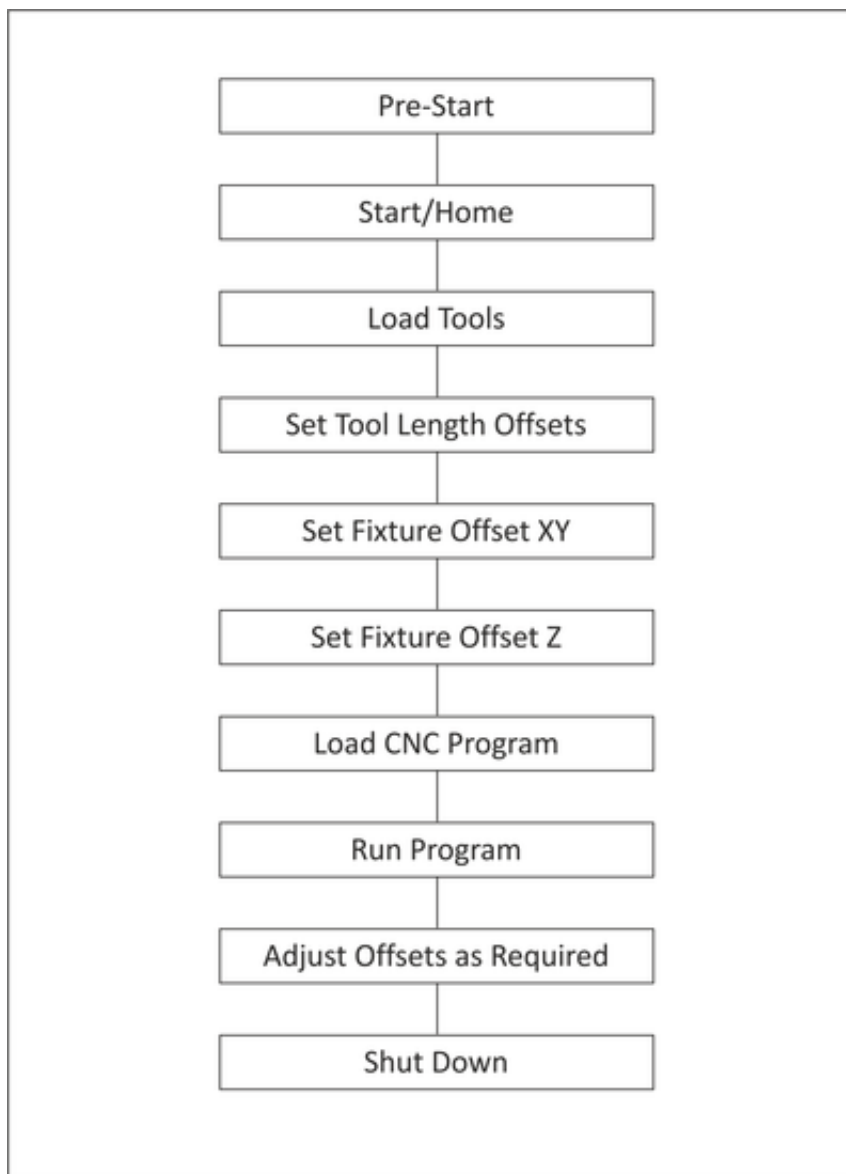 Pre-Start
Start/Home
Load Tools
Set Tool Length Offsets
Set Fixture Offset XY
Set Fixture Offset Z
Load CNC Program
Run Program
Adjust Offsets as Required
Shut Down